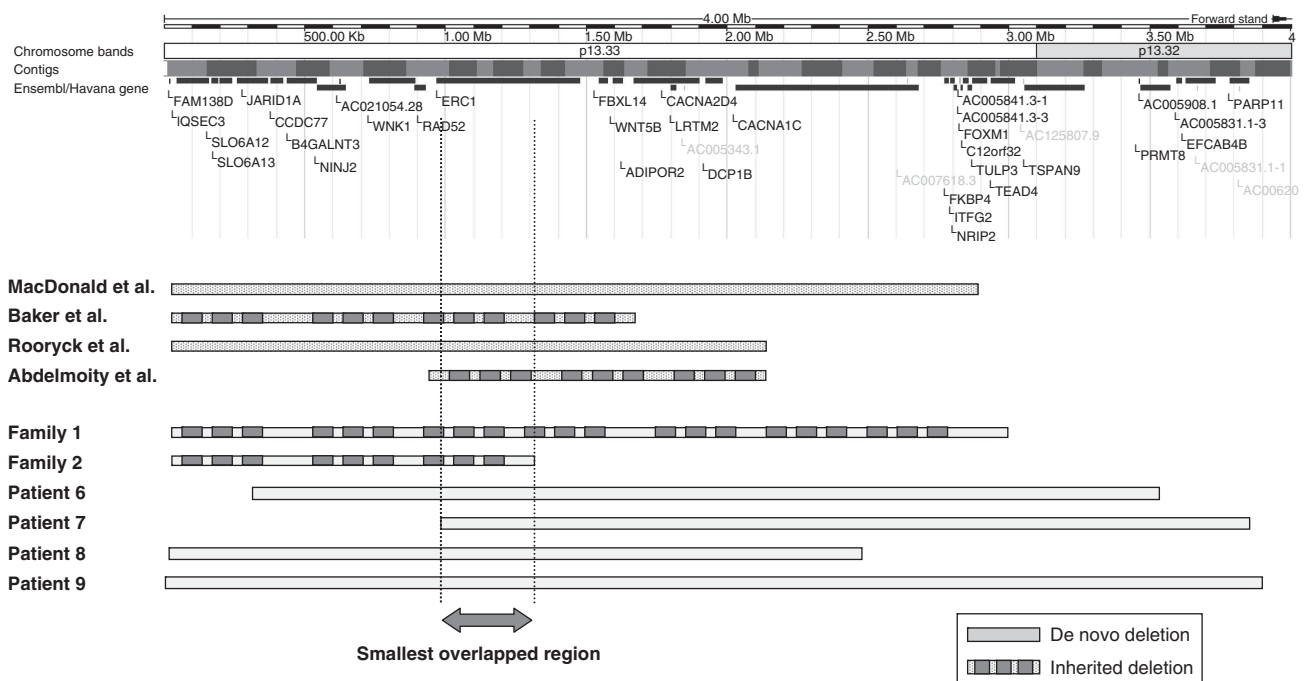 4.00 Mb
Forward stand
500.00 Kb 1.00 Mb 1.50 Mb 2.00 Mb 2.50 Mb 3.00 Mb 3.50 Mb 4
Chromosome bands p13.33 p13.32
Contigs
Ensembl/Havana gene
FAM138D JARID1A AC021054.28 ERC1 FBXL14 CACNA2D4 AC005841.3-1 AC005908.1 PARP11
IQSEC3 CCDC77 WNK1 RAD52 WNT5B LRTM2 CACNA1C AC005841.3-3 AC005831.1-3
SLO6A12 B4GALNT3 AC005343.1 FOXM1 AC125807.9 EFCAB4B
SLO6A13 NINJ2 ADIPOR2 DCP1B C12orf32 PRMT8
TULP3 TSPAN9 AC005831.1-1
AC007618.3 TEAD4 AC00620
FKBP4
ITFG2
NRIP2
MacDonald et al.
Baker et al.
Rooryck et al.
Abdelmoity et al.
Family 1
Family 2
Patient 6
Patient 7
Patient 8
Patient 9
Smallest overlapped region
De novo deletion
Inherited deletion